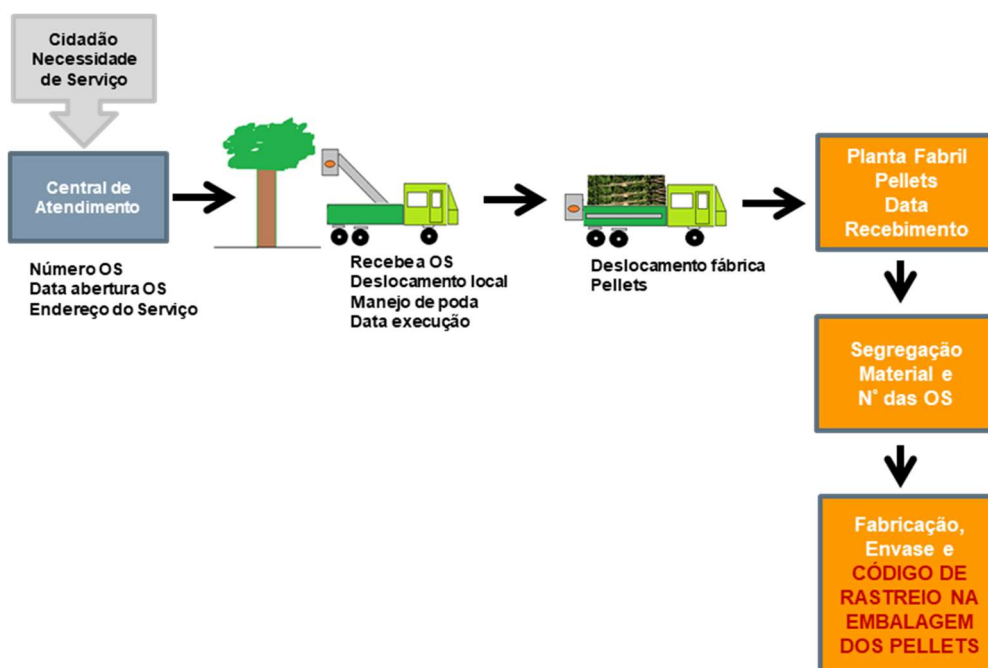 Cidadão
Necessidade
de Serviço
Central de
Atendimento
Número OS
Data abertura OS
Endereço do Serviço
Recebea OS
Deslocamento local
Manejo de poda
Data execução
Deslocamento fábrica
Pellets
Planta Fabril
Pellets
Data
Recebimento
Segregação
Material e
N° das OS
Fabricação,
Envase e
CÓDIGO DE
RASTREIO NA
EMBALAGEM
DOS PELLETS